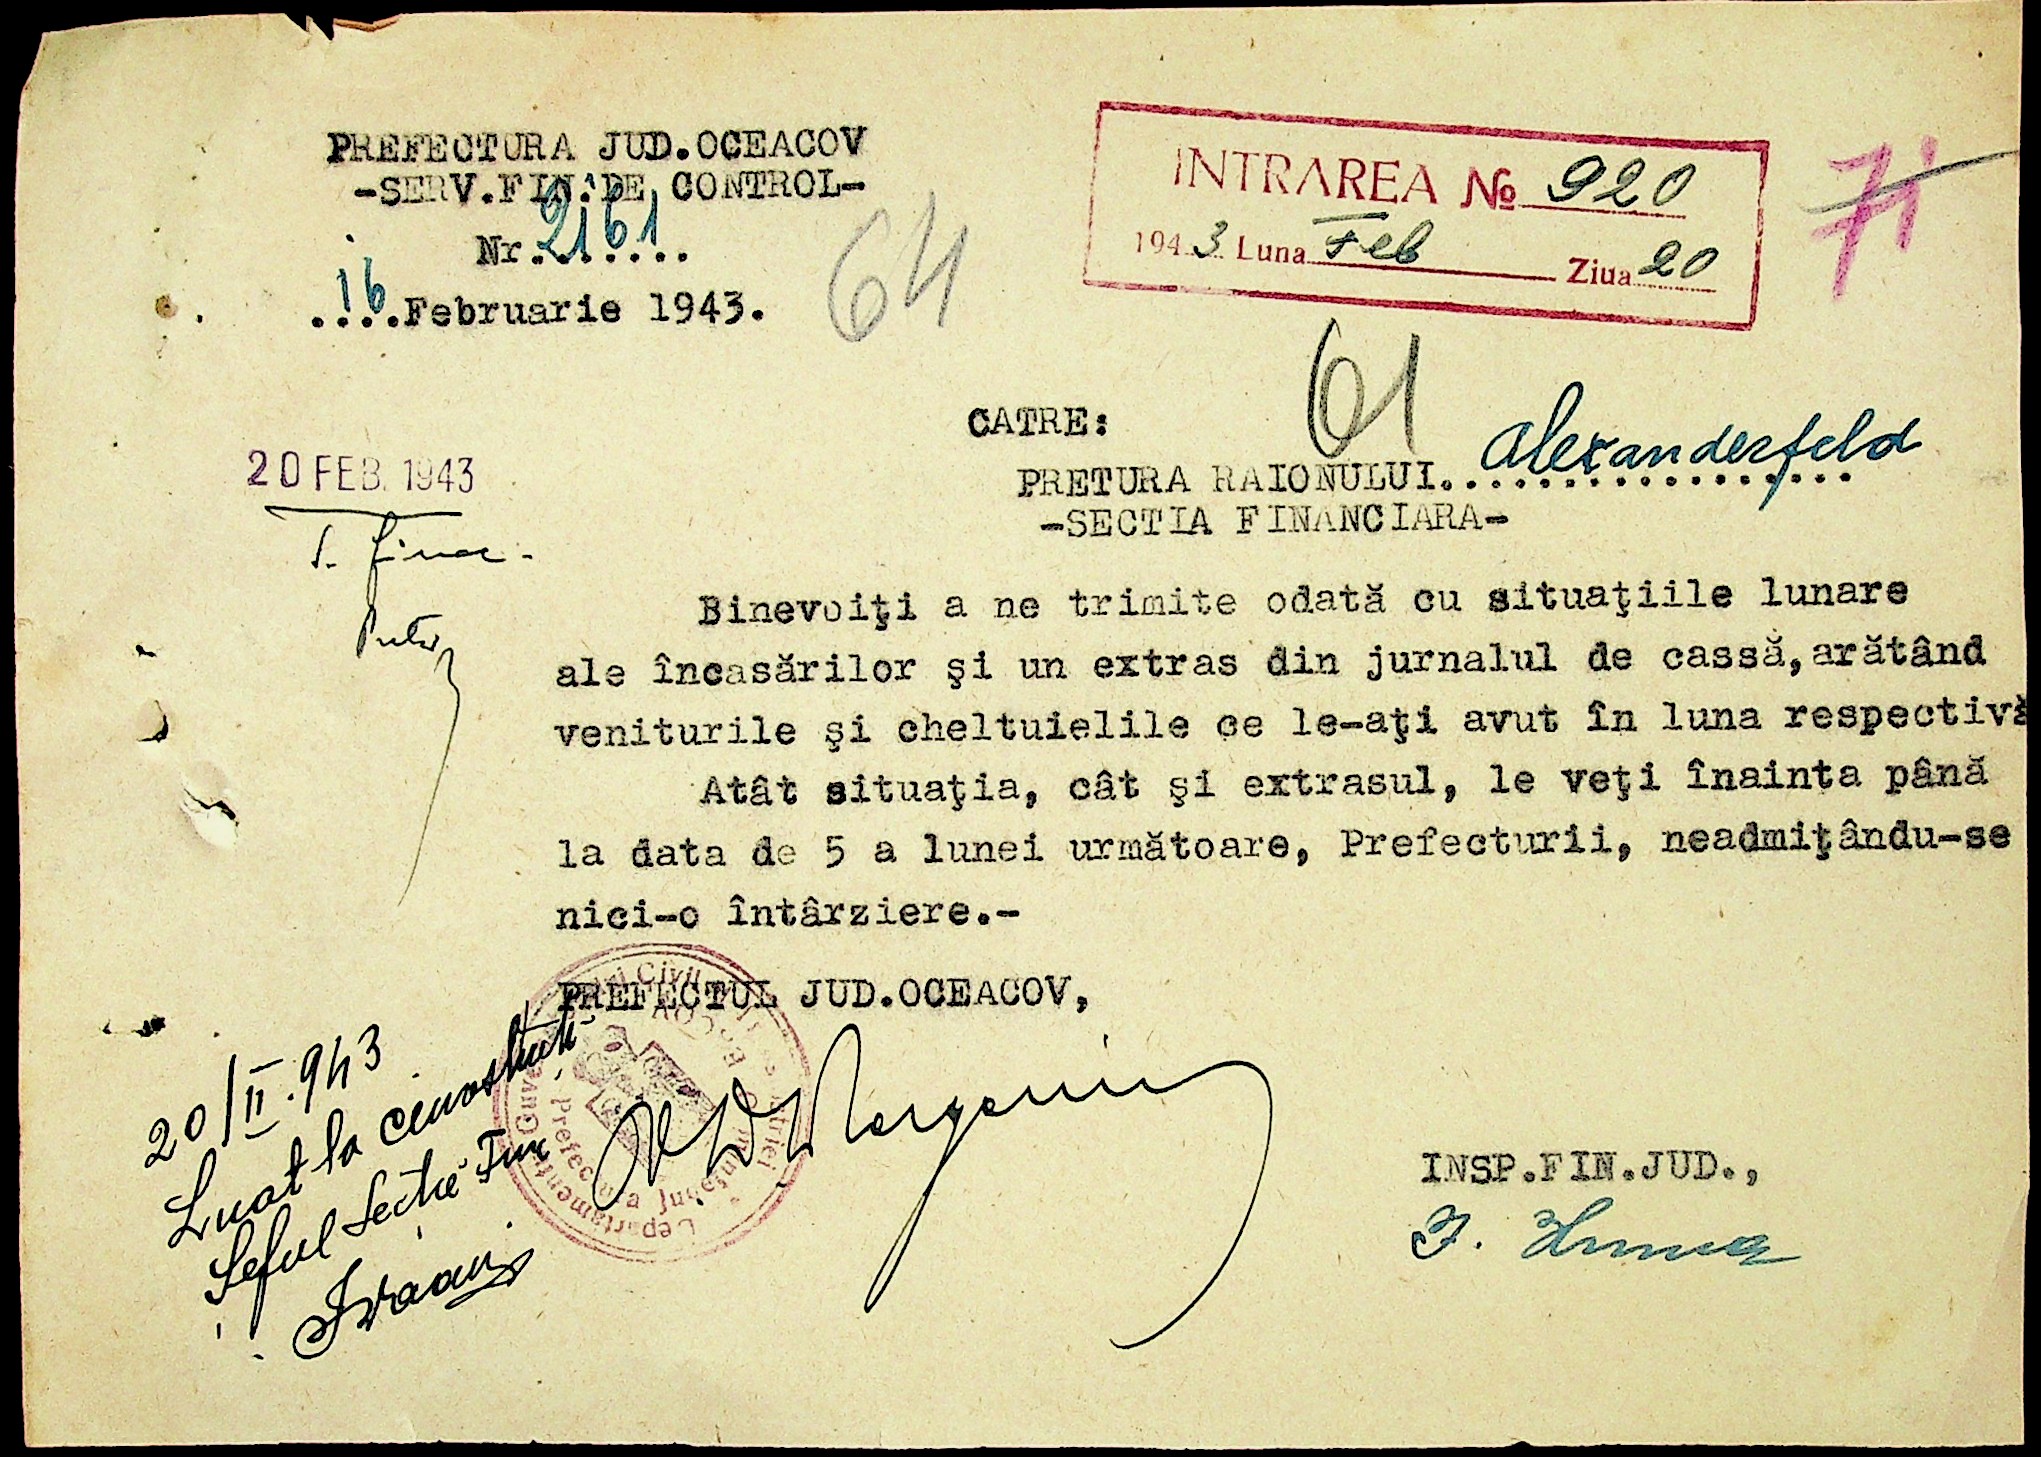 PREFECTURA JUD.OCEACOV
-SERV.FIN.DE CONTROL-
Nr.2161
16 Februarie 1943.
64
INTRAREA № 920
1943 Luna Feb Ziua 20
71
61
CATRE:
PRETURA RAIONULUI. Alexanderfeld
-SECTIA FINANCIARA-
20 FEB. 1943
S. Financ.
Binevoiţi a ne trimite odată cu situaţiile lunare
ale încasărilor şi un extras din jurnalul de cassă,arătând
veniturile şi cheltuielile ce le-aţi avut în luna respectivă
Atât situaţia, cât şi extrasul, le veţi înainta până
la data de 5 a lunei următoare, Prefecturii, neadmiţându-se
nici-o întârziere.-
PREFECTUL JUD.OCEACOV,
20/II.943
Luat la cunoştinţă
Şeful Secţiei Fin
INSP.FIN.JUD.,